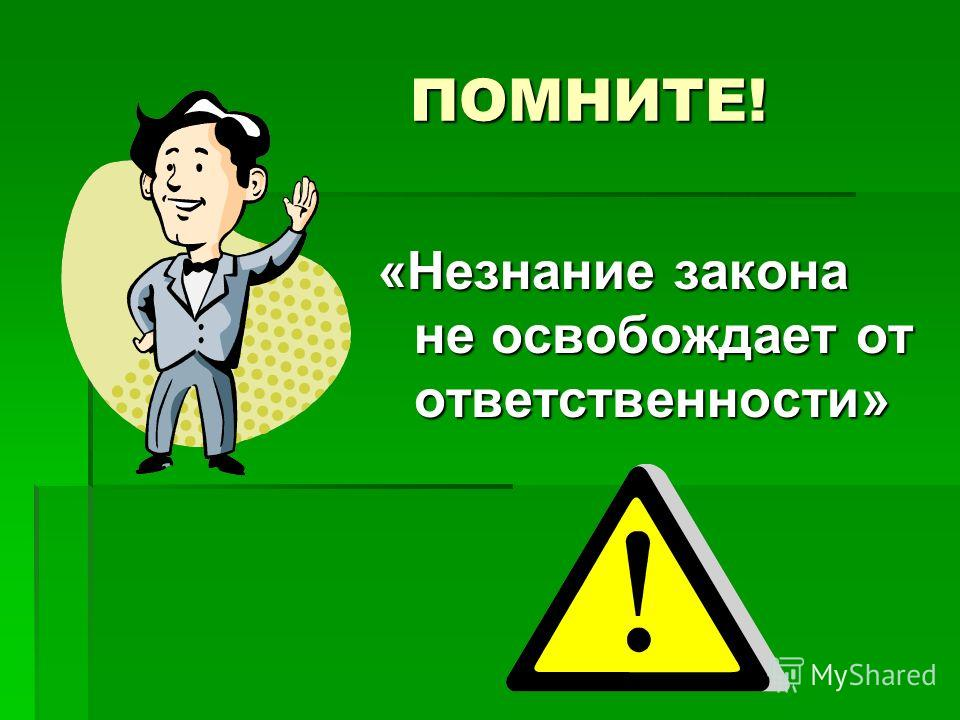 ПОМНИТЕ!
«Незнание закона
не освобождает от
ответственности»
!
MyShared